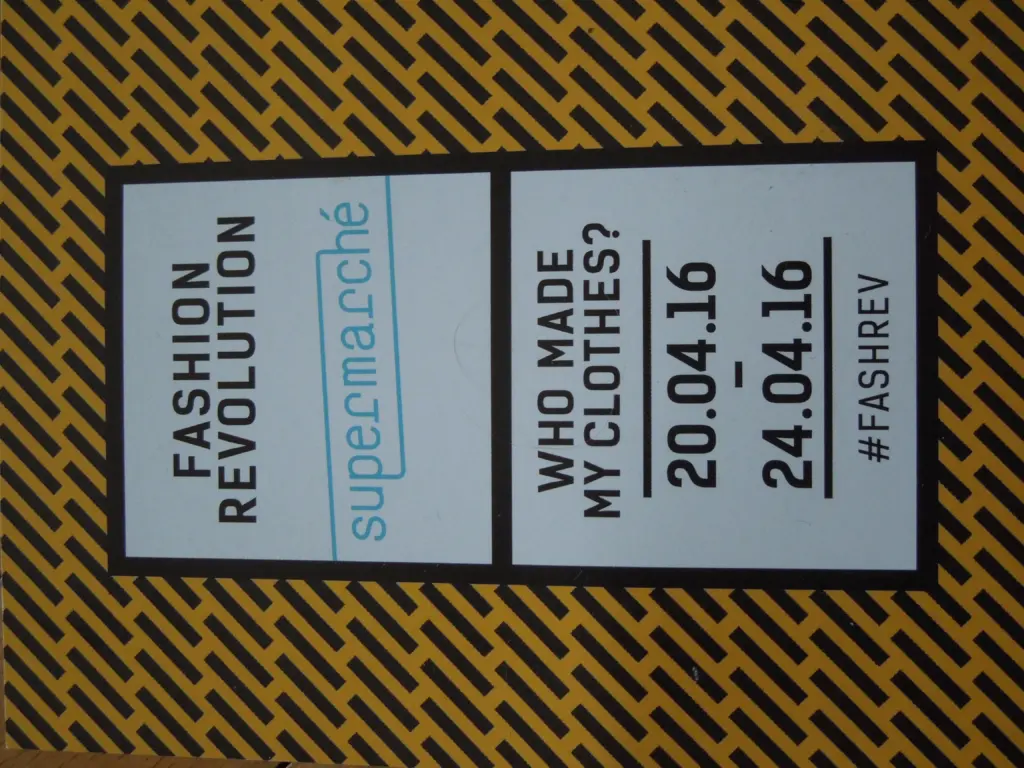 FASHION
REVOLUTION
supermarché
WHO MADE
MY CLOTHES?
20.04.16
–
24.04.16
#FASHREV